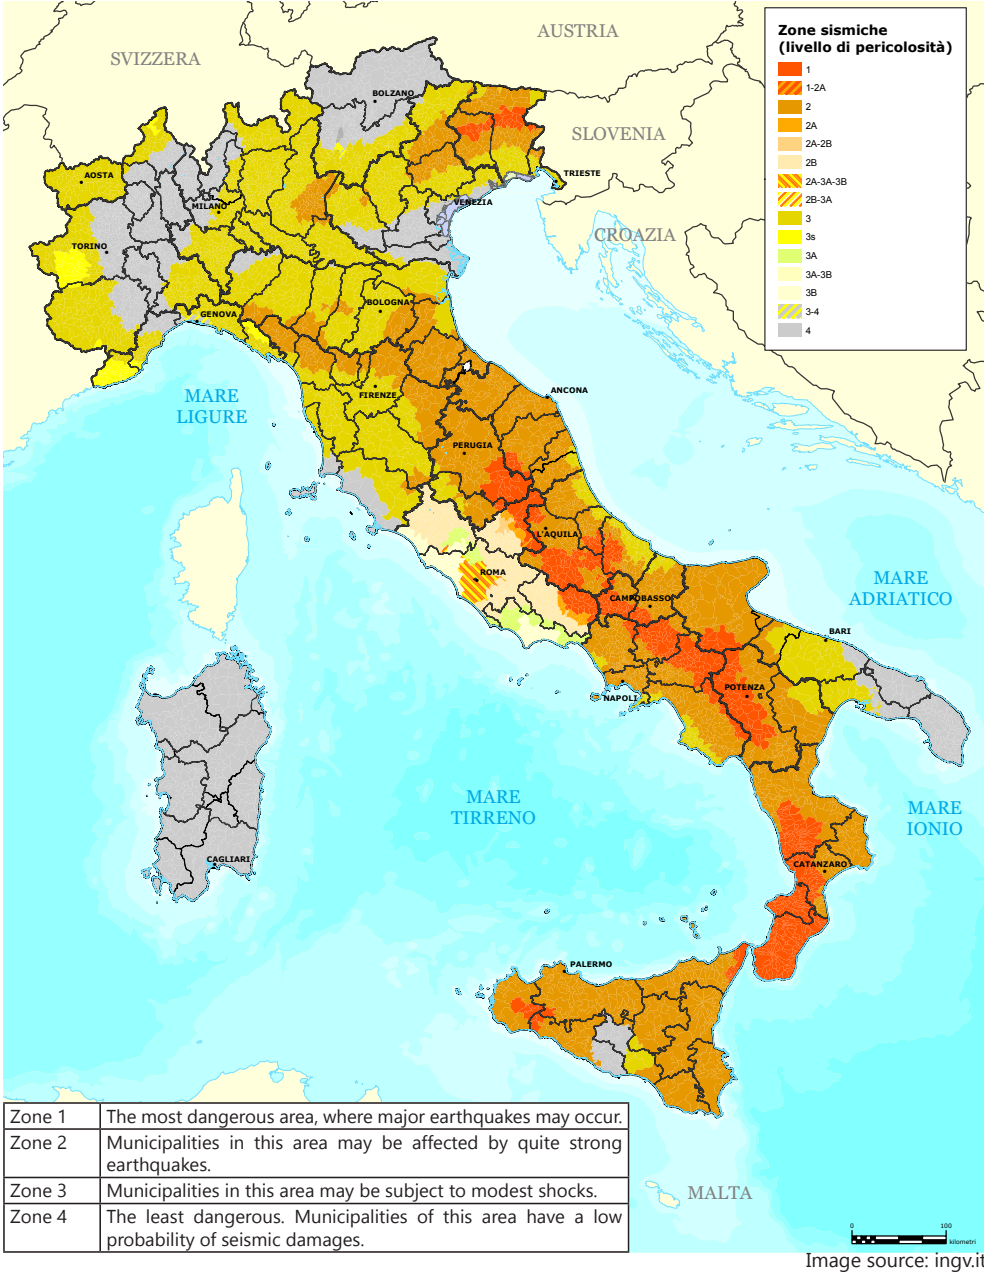 AUSTRIA
SVIZZERA
BOLZANO
SLOVENIA
AOSTA
TRIESTE
MILANO
VENEZIA
CROAZIA
TORINO
BOLOGNA
GENOVA
MARE
LIGURE
FIRENZE
ANCONA
PERUGIA
L'AQUILA
ROMA
MARE
ADRIATICO
CAMPOBASSO
BARI
NAPOLI
POTENZA
MARE
TIRRENO
MARE
IONIO
CAGLIARI
CATANZARO
PALERMO
MALTA
Zone sismiche
(livello di pericolosità)
1
1-2A
2
2A
2A-2B
2B
2A-3A-3B
2B-3A
3
3s
3A
3A-3B
3B
3-4
4
Zone 1 The most dangerous area, where major earthquakes may occur.
Zone 2 Municipalities in this area may be affected by quite strong
earthquakes.
Zone 3 Municipalities in this area may be subject to modest shocks.
Zone 4 The least dangerous. Municipalities of this area have a low
probability of seismic damages.
0 100
kilometri
Image source: ingv.it